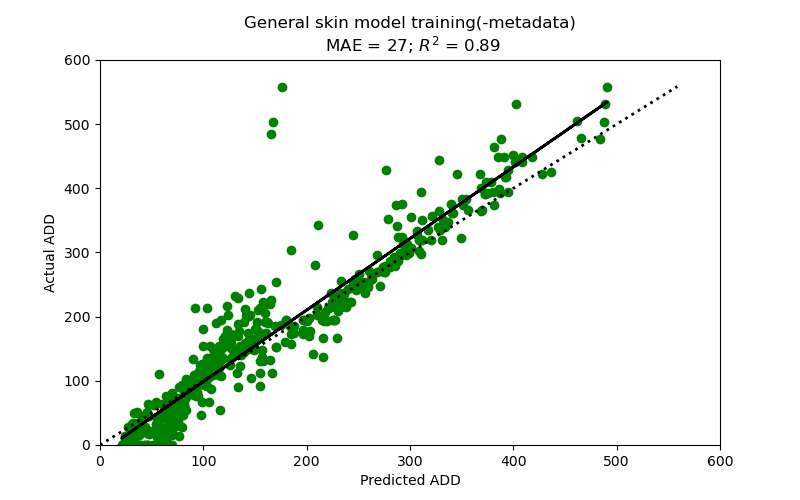 General skin model training(-metadata)
MAE = 27; R² = 0.89
600
500
400
300
200
100
0
Actual ADD
0 100 200 300 400 500 600
Predicted ADD